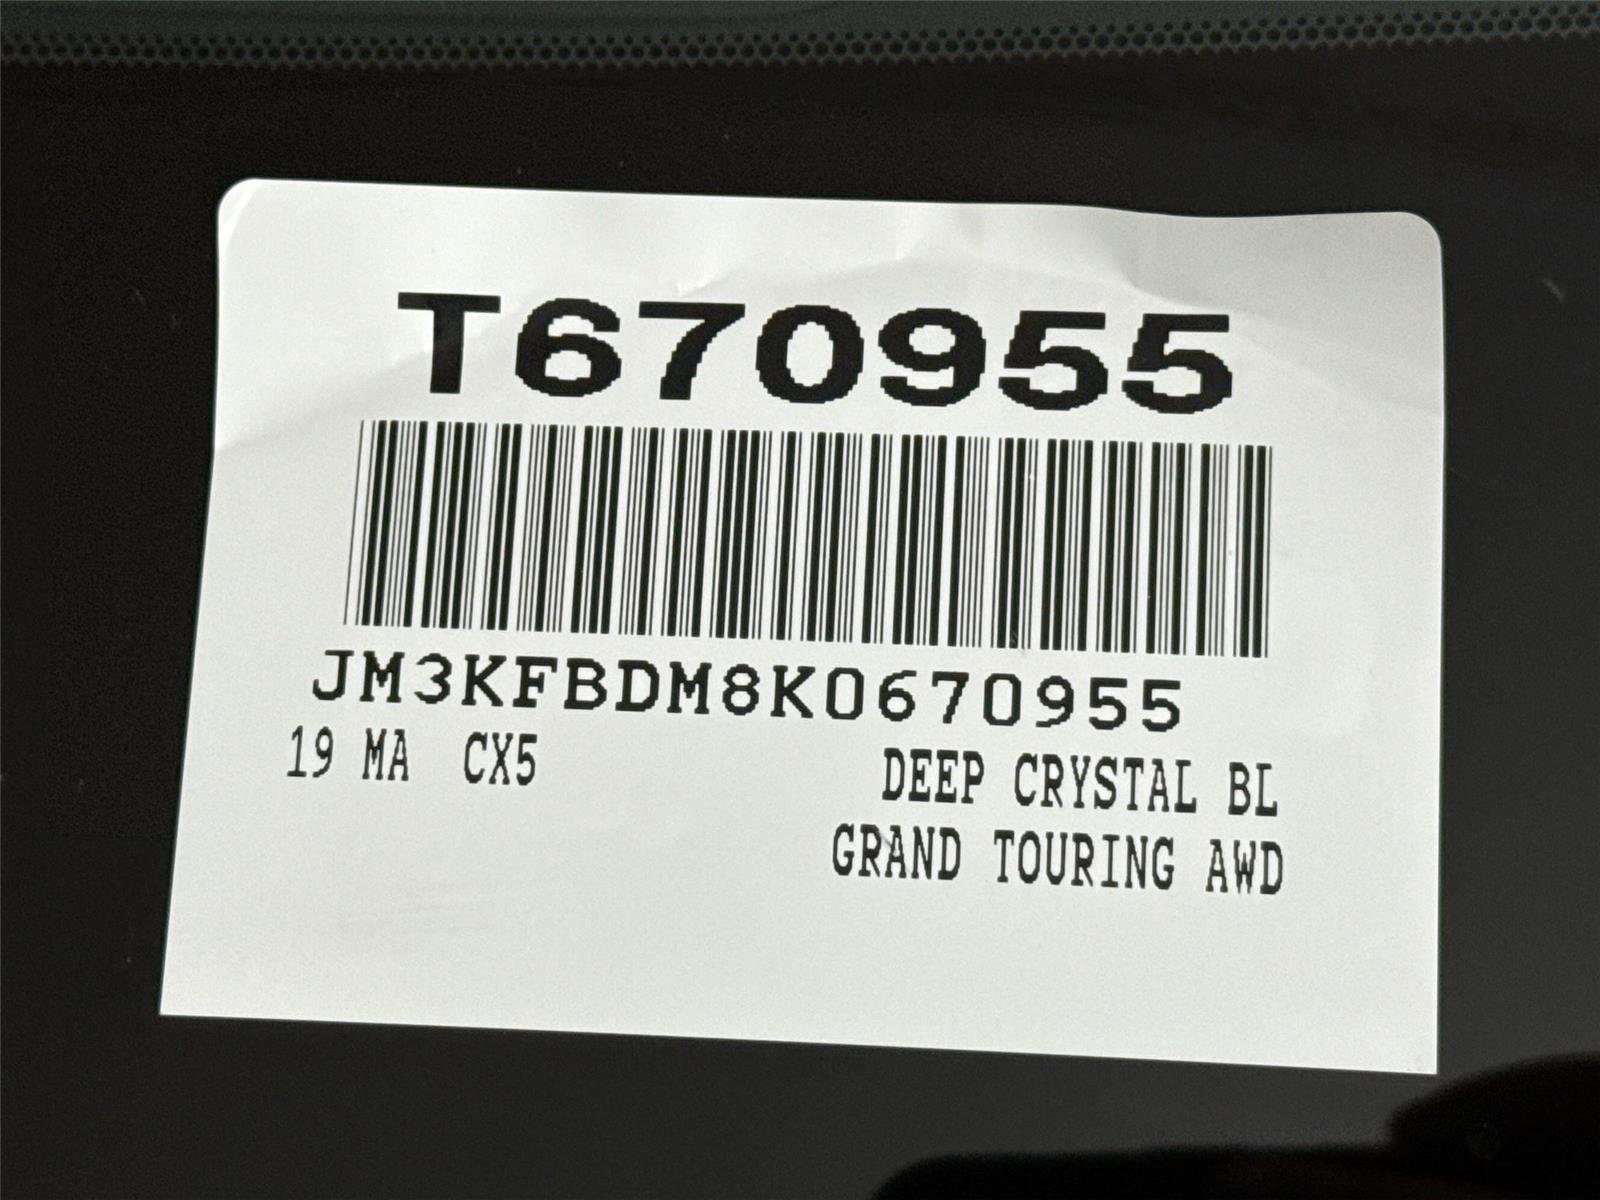 T670955
JM3KFBDM8K0670955
19 MA CX5 DEEP CRYSTAL BL
GRAND TOURING AWD